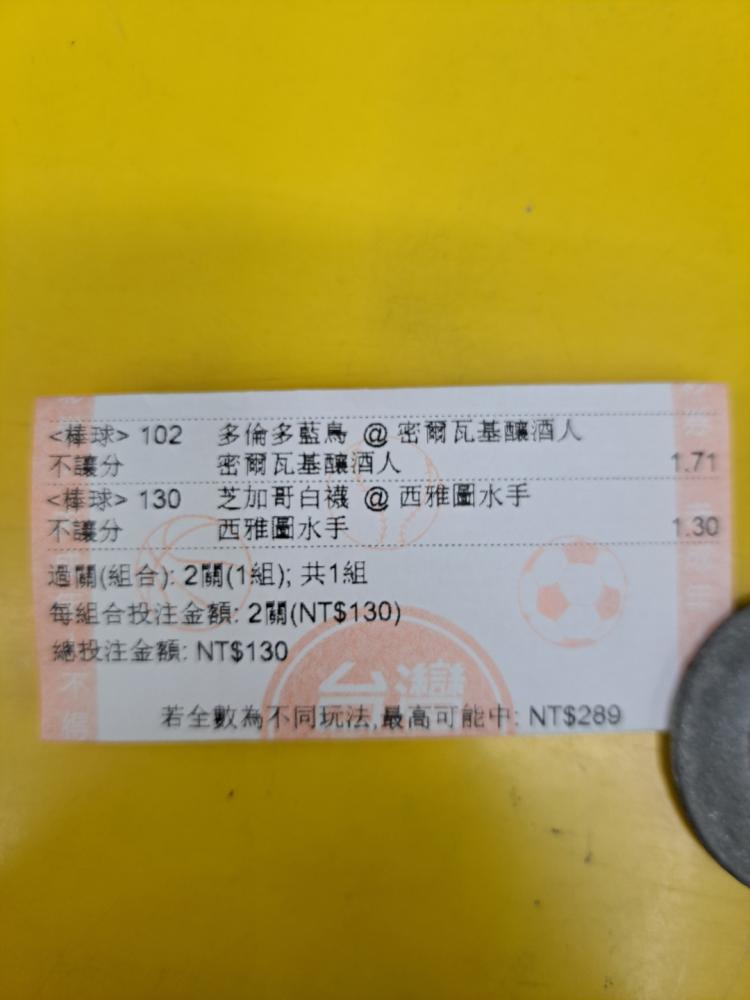 <棒球> 102 多倫多藍鳥 @ 密爾瓦基釀酒人
不讓分 密爾瓦基釀酒人 1.71
<棒球> 130 芝加哥白襪 @ 西雅圖水手
不讓分 西雅圖水手 1.30
過關(組合): 2關(1組); 共1組
每組合投注金額: 2關(NT$130)
總投注金額: NT$130
台灣
若全數為不同玩法,最高可能中: NT$289